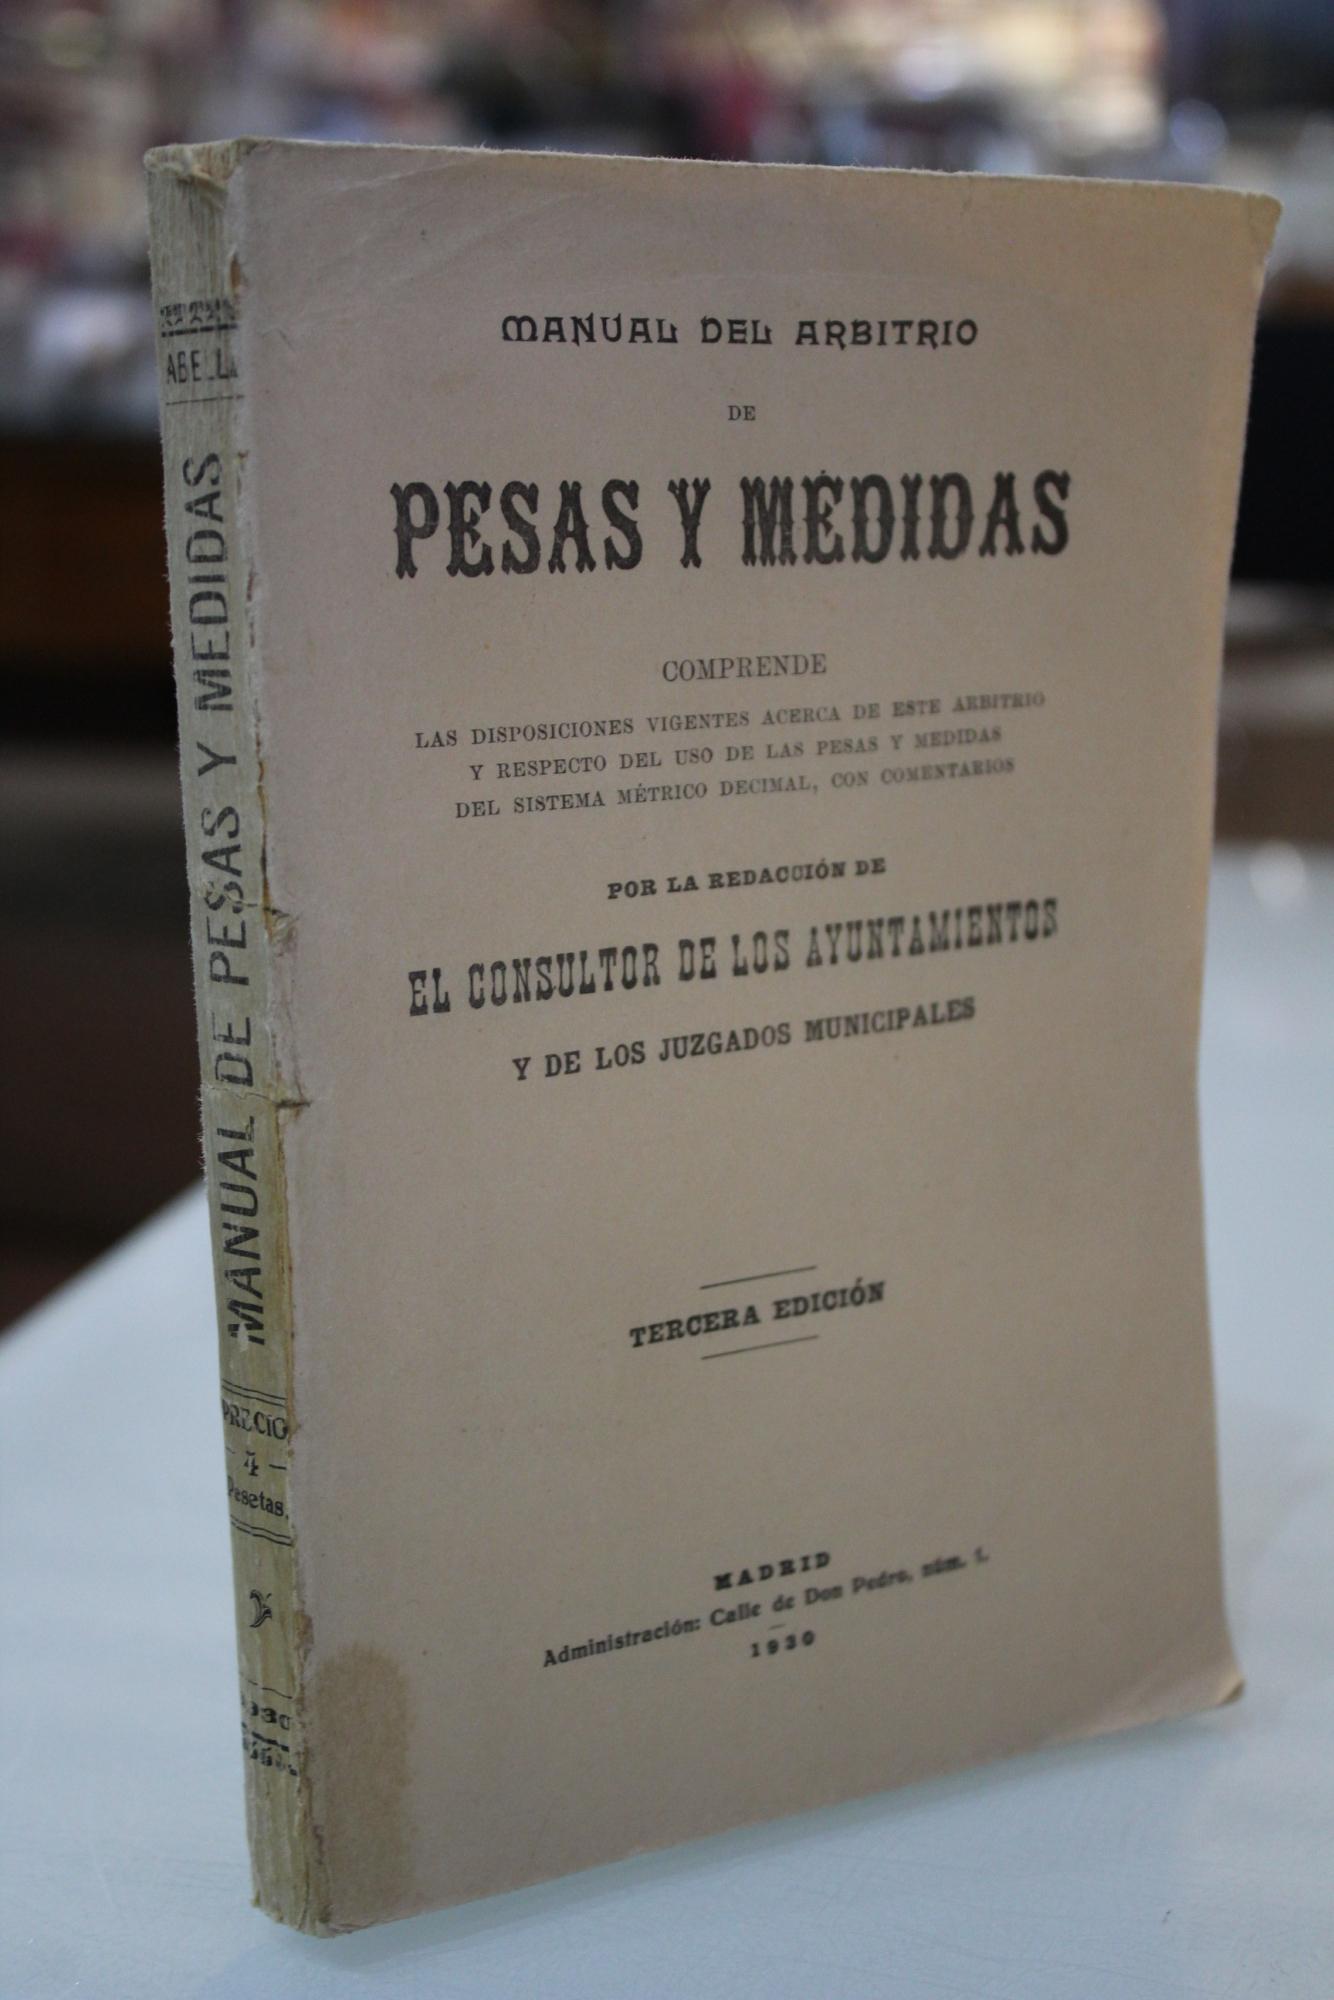 ABELLA
MANUAL DE PESAS Y MEDIDAS
PRECIO
— 4 —
Pesetas.
1930
MANUAL DEL ARBITRIO
DE
PESAS Y MEDIDAS
COMPRENDE
LAS DISPOSICIONES VIGENTES ACERCA DE ESTE ARBITRIO
Y RESPECTO DEL USO DE LAS PESAS Y MEDIDAS
DEL SISTEMA MÉTRICO DECIMAL, CON COMENTARIOS
POR LA REDACCIÓN DE
EL CONSULTOR DE LOS AYUNTAMIENTOS
Y DE LOS JUZGADOS MUNICIPALES
TERCERA EDICIÓN
MADRID
Administración: Calle de Don Pedro, núm. 1.
1930